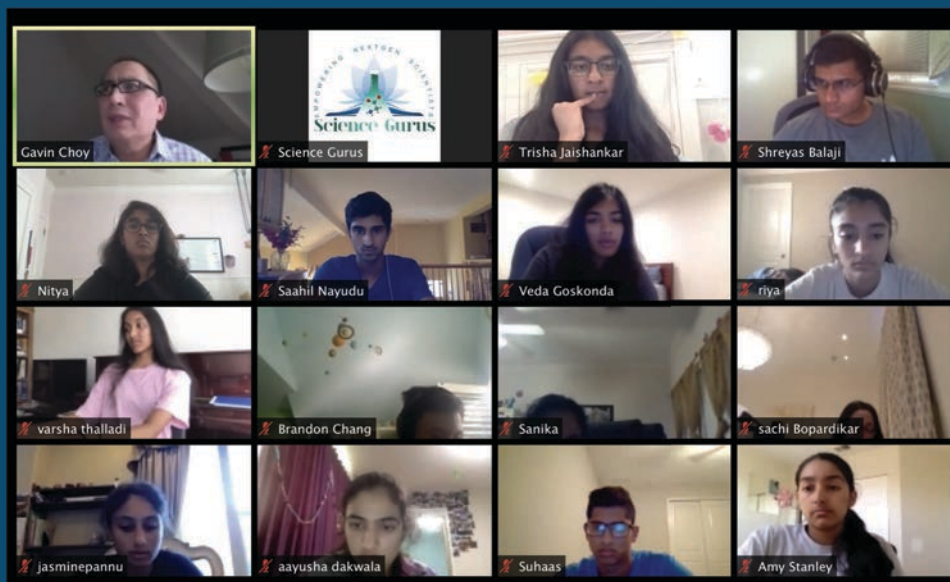 Gavin Choy
EMPOWERING NEXTGEN SCIENTISTS
Science Gurus
Science Gurus
Trisha Jaishankar
Shreyas Balaji
Nitya
Saahil Nayudu
Veda Goskonda
riya
varsha thalladi
Brandon Chang
Sanika
sachi Bopardikar
jasminepannu
aayusha dakwala
Suhaas
Amy Stanley